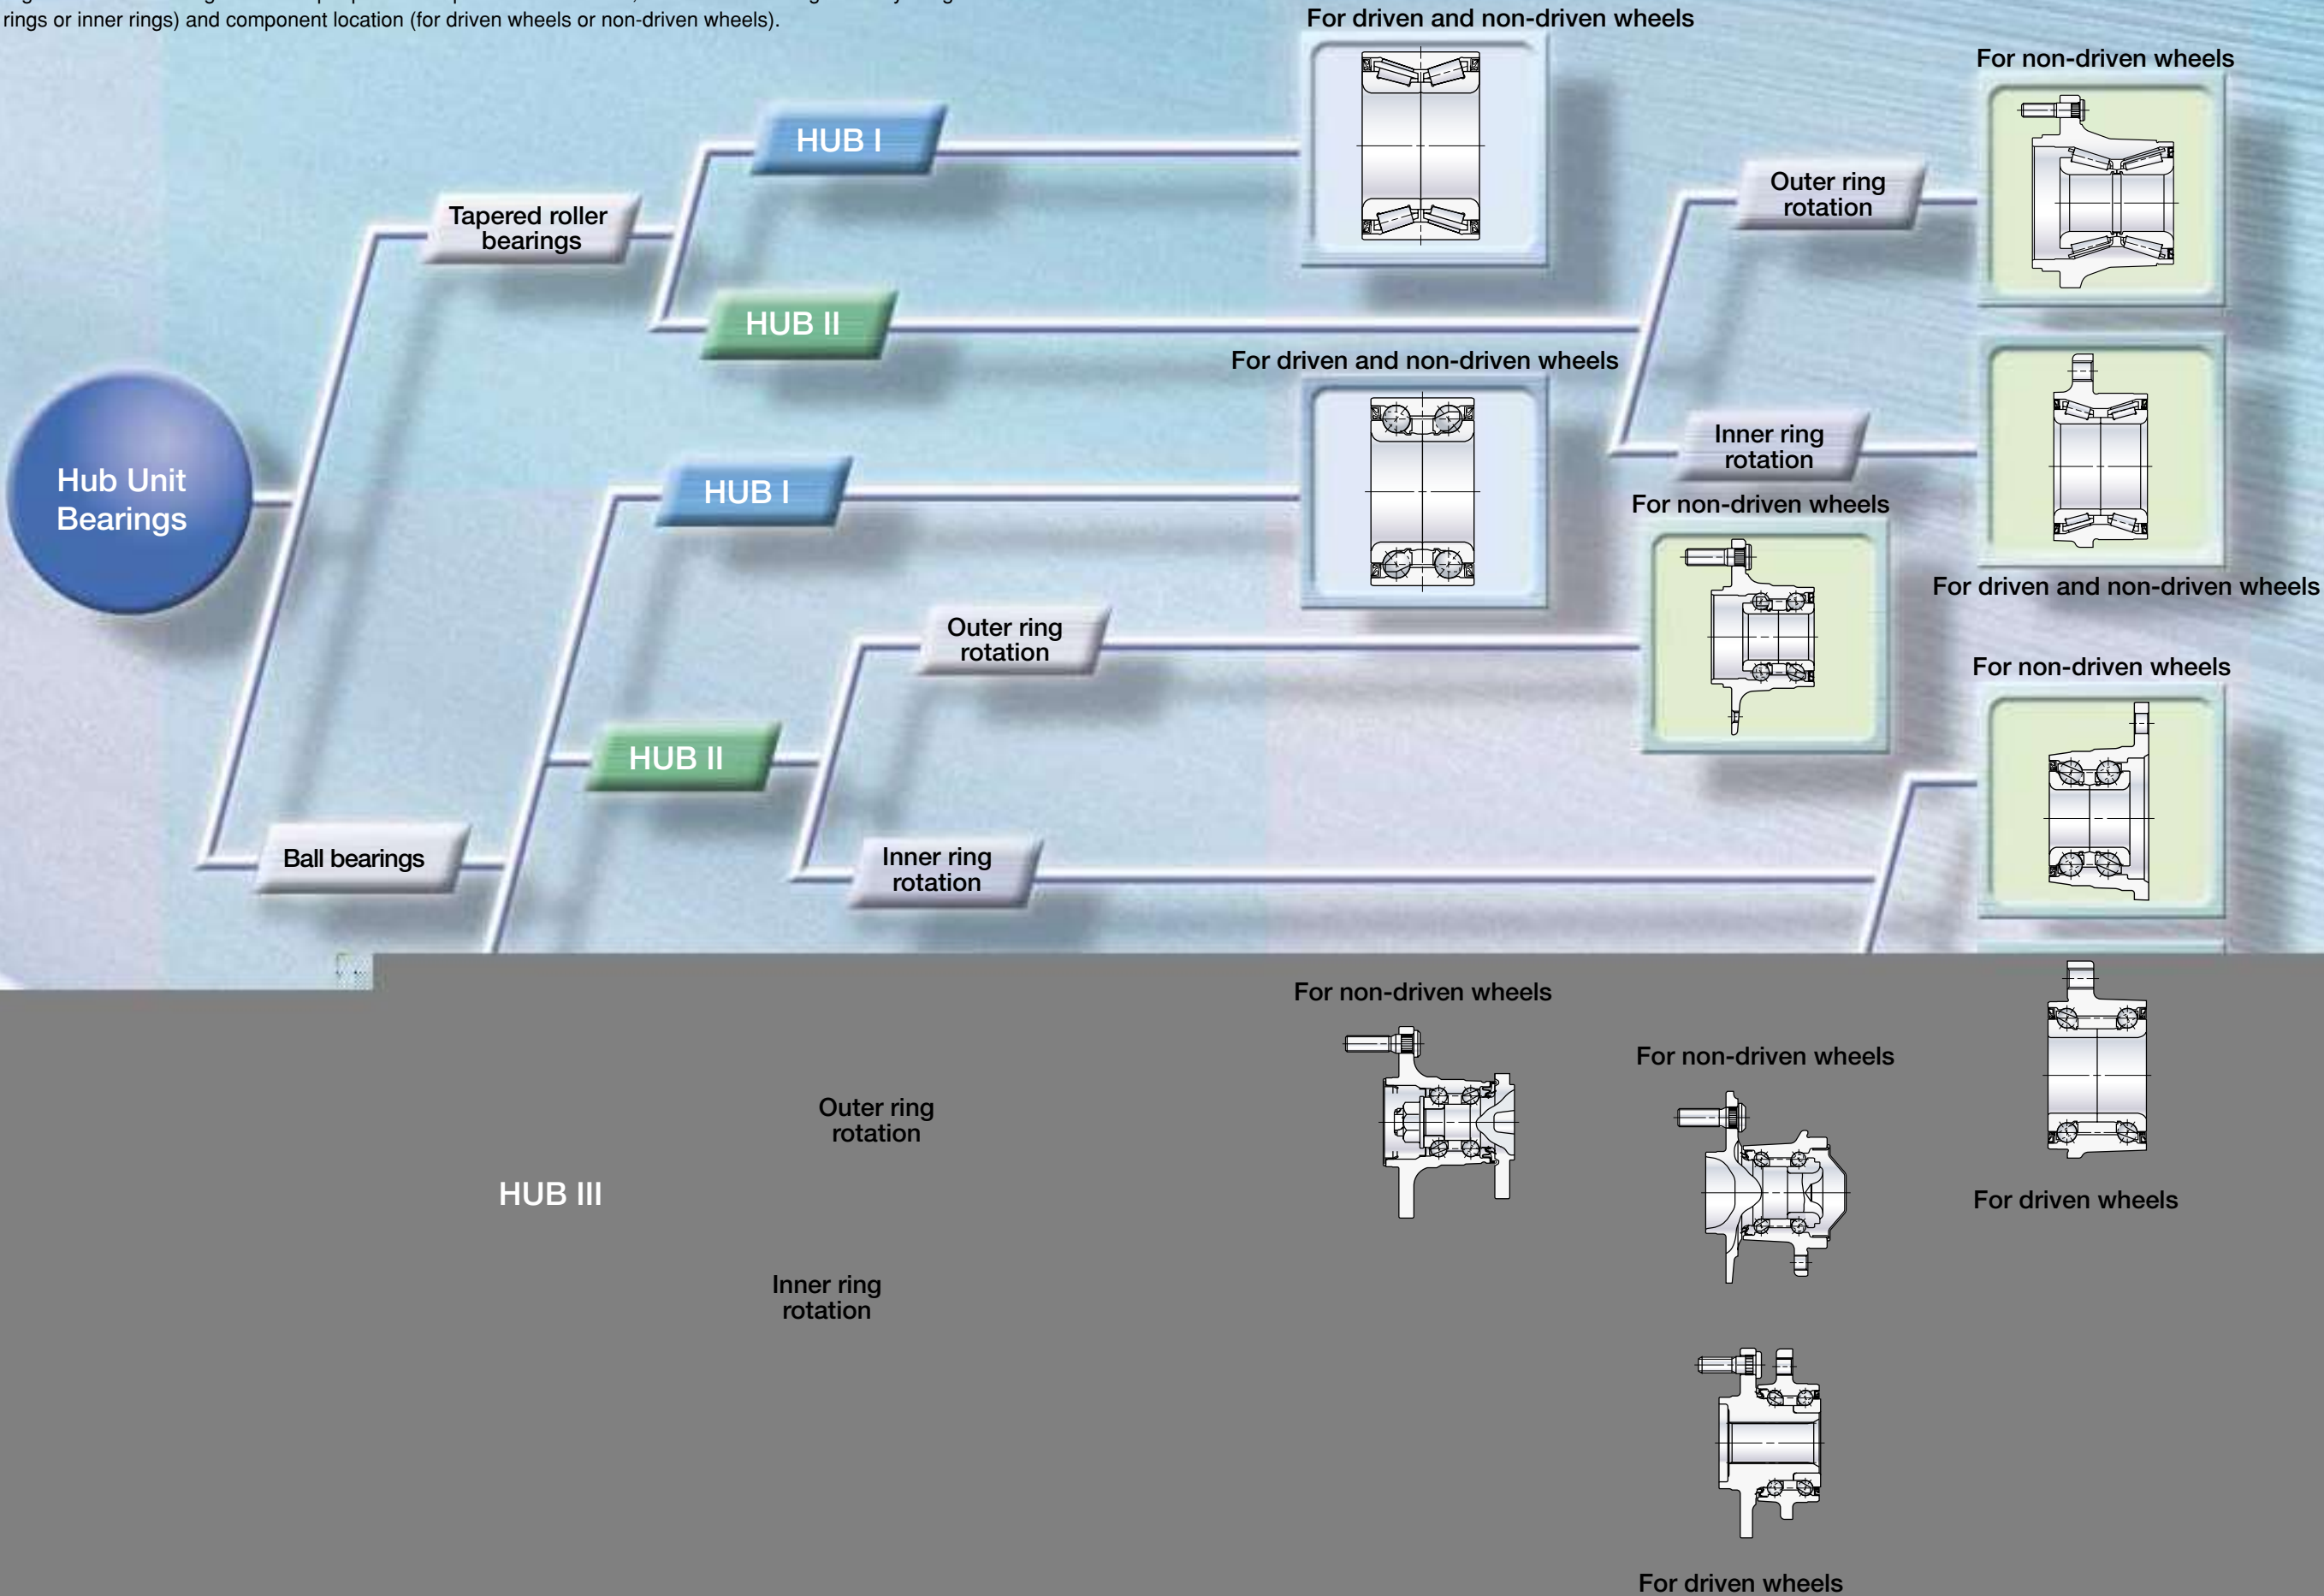 rings or inner rings) and component location (for driven wheels or non-driven wheels).
For driven and non-driven wheels
For non-driven wheels
HUB I
Outer ring
rotation
Tapered roller
bearings
HUB II
For driven and non-driven wheels
Inner ring
rotation
Hub Unit
Bearings
HUB I
For non-driven wheels
For driven and non-driven wheels
Outer ring
rotation
For non-driven wheels
HUB II
Ball bearings
Inner ring
rotation
For non-driven wheels
For non-driven wheels
Outer ring
rotation
HUB III
For driven wheels
Inner ring
rotation
For driven wheels